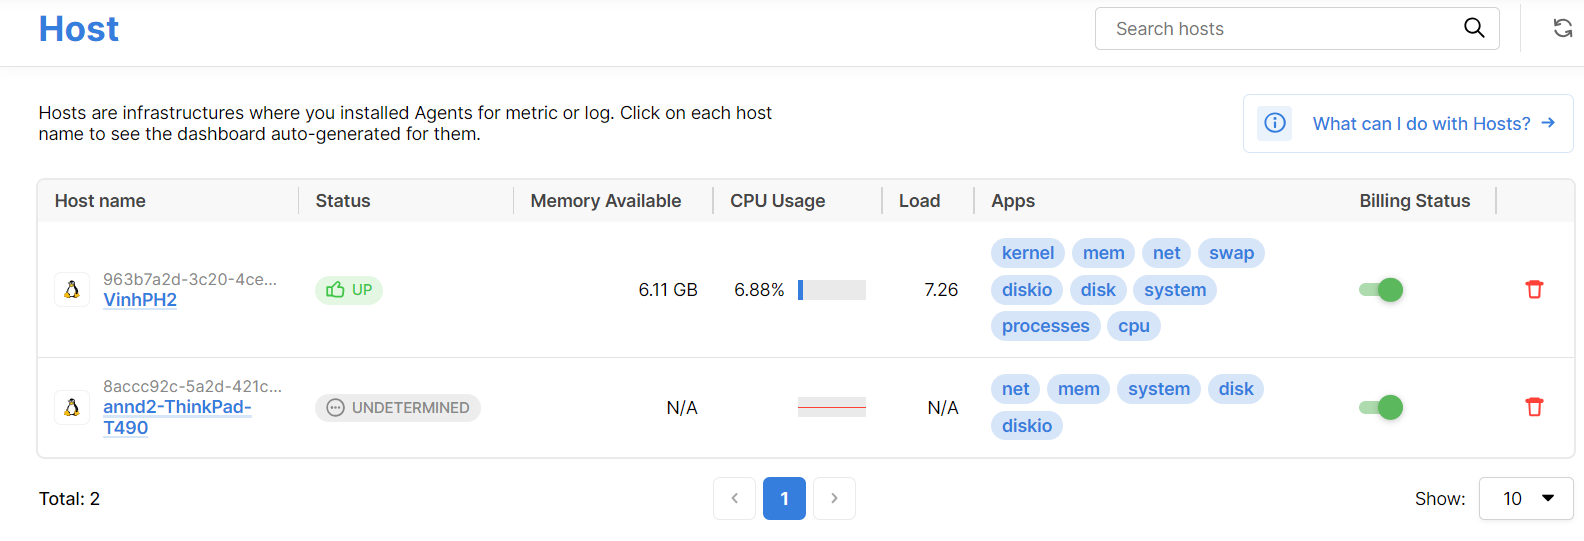 Host
Search hosts
Hosts are infrastructures where you installed Agents for metric or log. Click on each host
name to see the dashboard auto-generated for them.
What can I do with Hosts?
Host name Status Memory Available CPU Usage Load Apps Billing Status
963b7a2d-3c20-4ce...
VinhPH2
UP
6.11 GB
6.88%
7.26
kernel mem net swap
diskio disk system
processes cpu
8accc92c-5a2d-421c...
annd2-ThinkPad-
T490
UNDETERMINED
N/A
N/A
net mem system disk
diskio
Total: 2
1
Show: 10